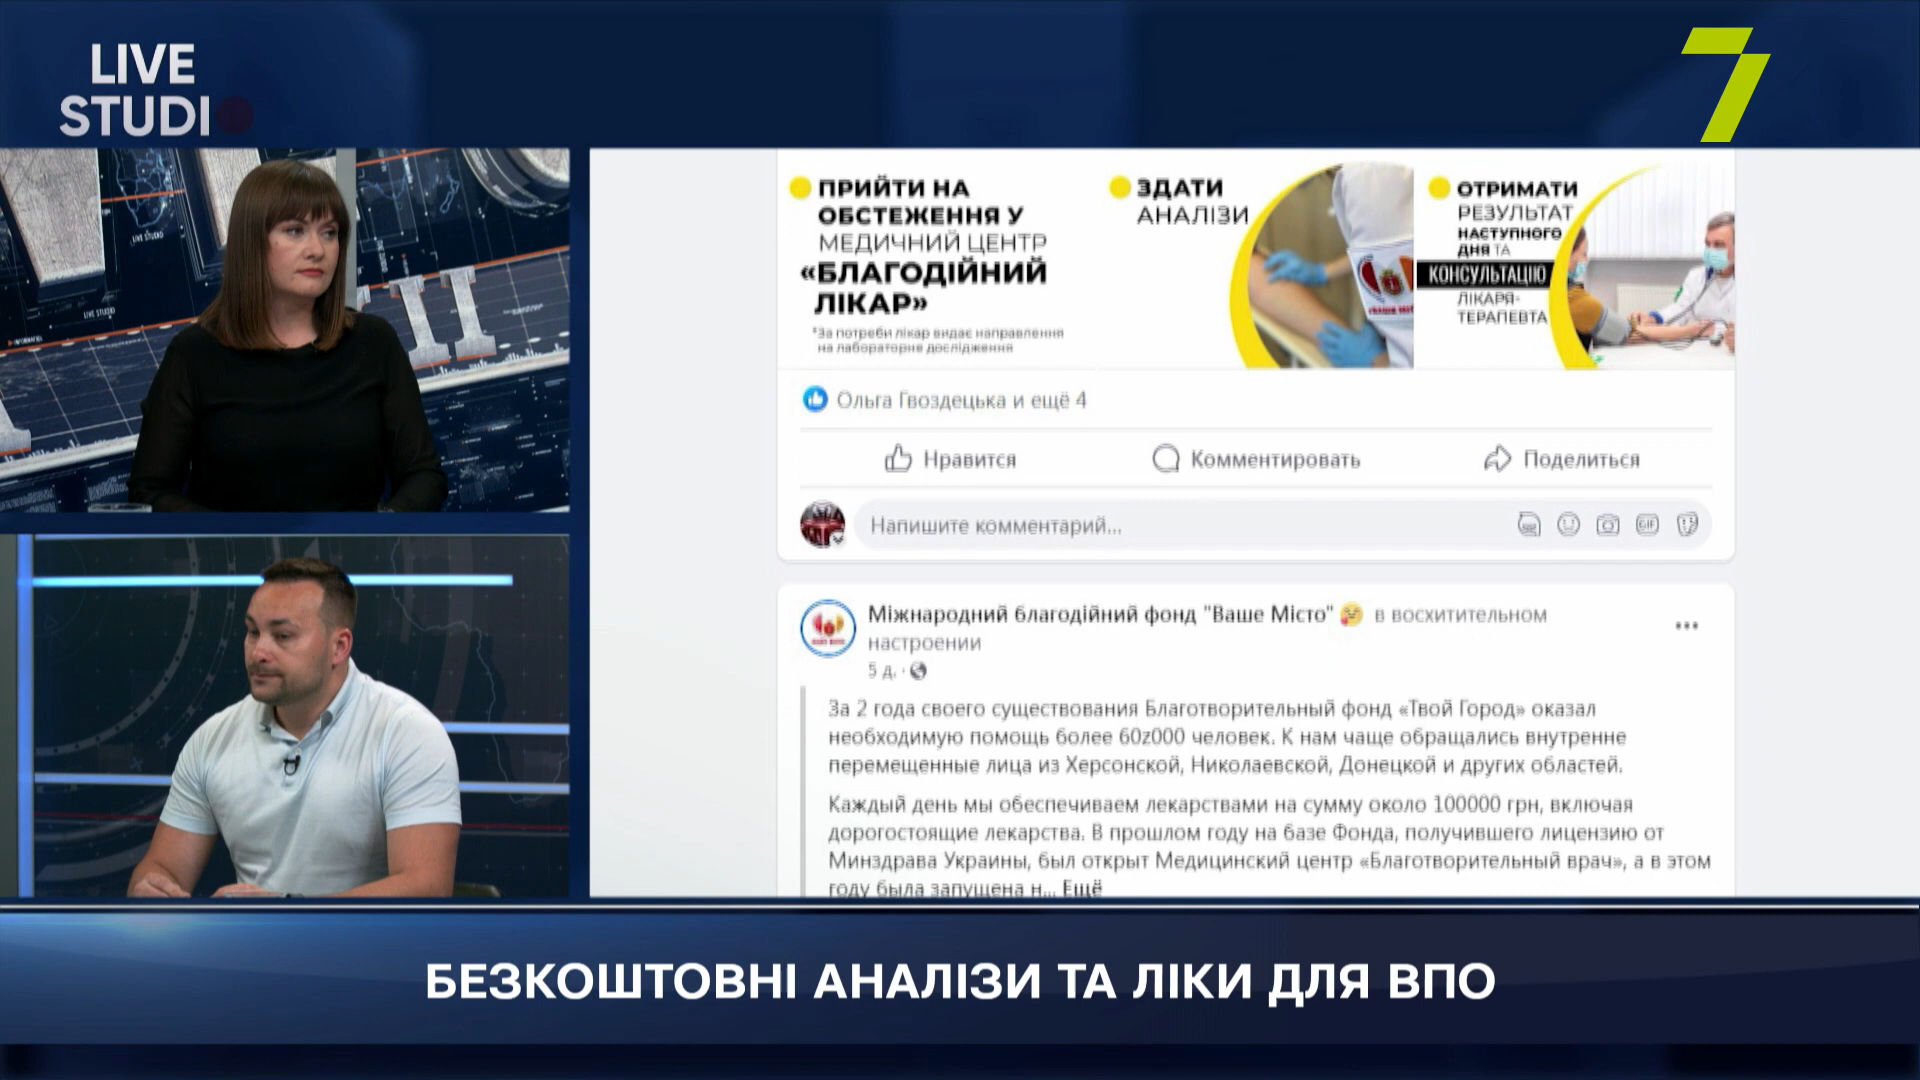 LIVE
STUDI
7
LIVE STUDIO
LIVE STUDIO
ПРИЙТИ НА
ОБСТЕЖЕННЯ У
МЕДИЧНИЙ ЦЕНТР
«БЛАГОДІЙНИЙ
ЛІКАР»
*За потреби лікар видає направлення
на лабораторне дослідження
ЗДАТИ
АНАЛІЗИ
ОТРИМАТИ
РЕЗУЛЬТАТ
НАСТУПНОГО
ДНЯ ТА
КОНСУЛЬТАЦІЮ
ЛІКАРЯ-
ТЕРАПЕВТА
Ольга Гвоздецька и ещё 4
Нравится
Комментировать
Поделиться
Напишите комментарий...
GIF
Міжнародний благодійний фонд "Ваше Місто" в восхитительном
настроении
5 д. ·
За 2 года своего существования Благотворительный фонд «Твой Город» оказал
необходимую помощь более 60z000 человек. К нам чаще обращались внутренне
перемещенные лица из Херсонской, Николаевской, Донецкой и других областей.
Каждый день мы обеспечиваем лекарствами на сумму около 100000 грн, включая
дорогостоящие лекарства. В прошлом году на базе Фонда, получившего лицензию от
Минздрава Украины, был открыт Медицинский центр «Благотворительный врач», а в этом
году была запущена н... Ещё
БЕЗКОШТОВНІ АНАЛІЗИ ТА ЛІКИ ДЛЯ ВПО